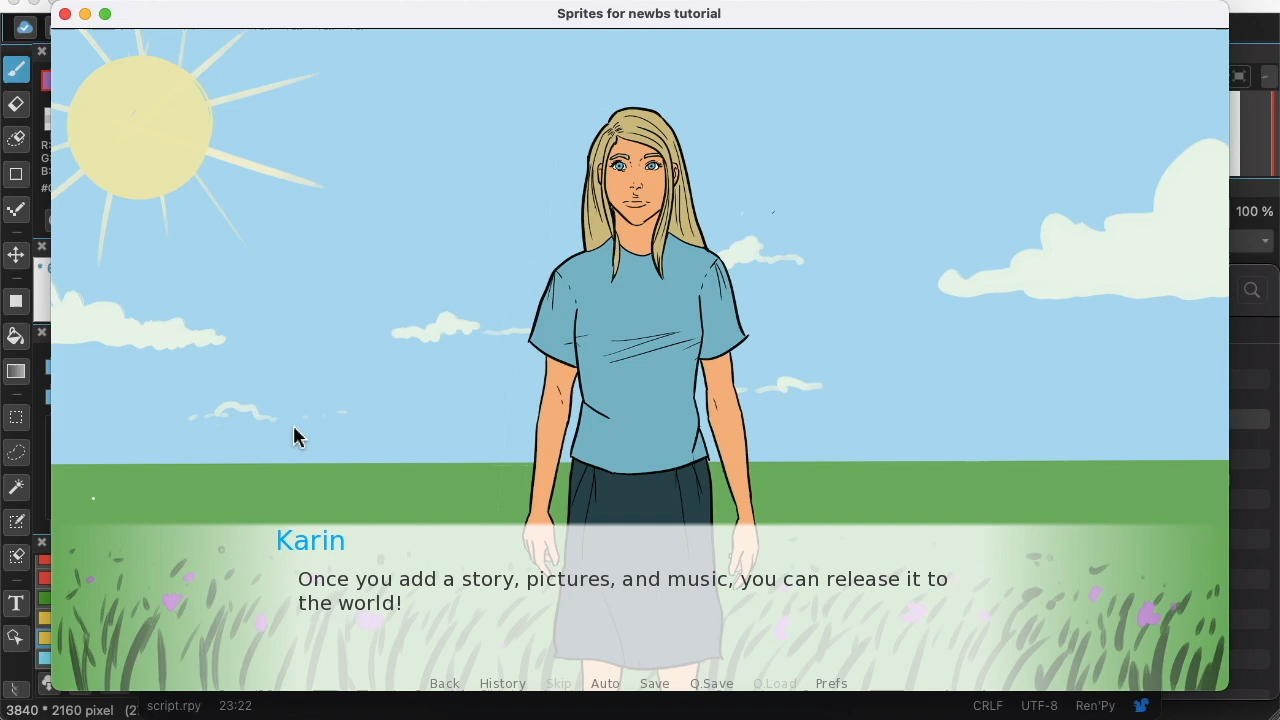 Sprites for newbs tutorial
R:
G:
B:
#0
100 %
Karin
Once you add a story, pictures, and music, you can release it to
the world!
Back History Skip Auto Save Q.Save Q.Load Prefs
3840 * 2160 pixel (2
script.rpy 23:22 CRLF UTF-8 Ren'Py